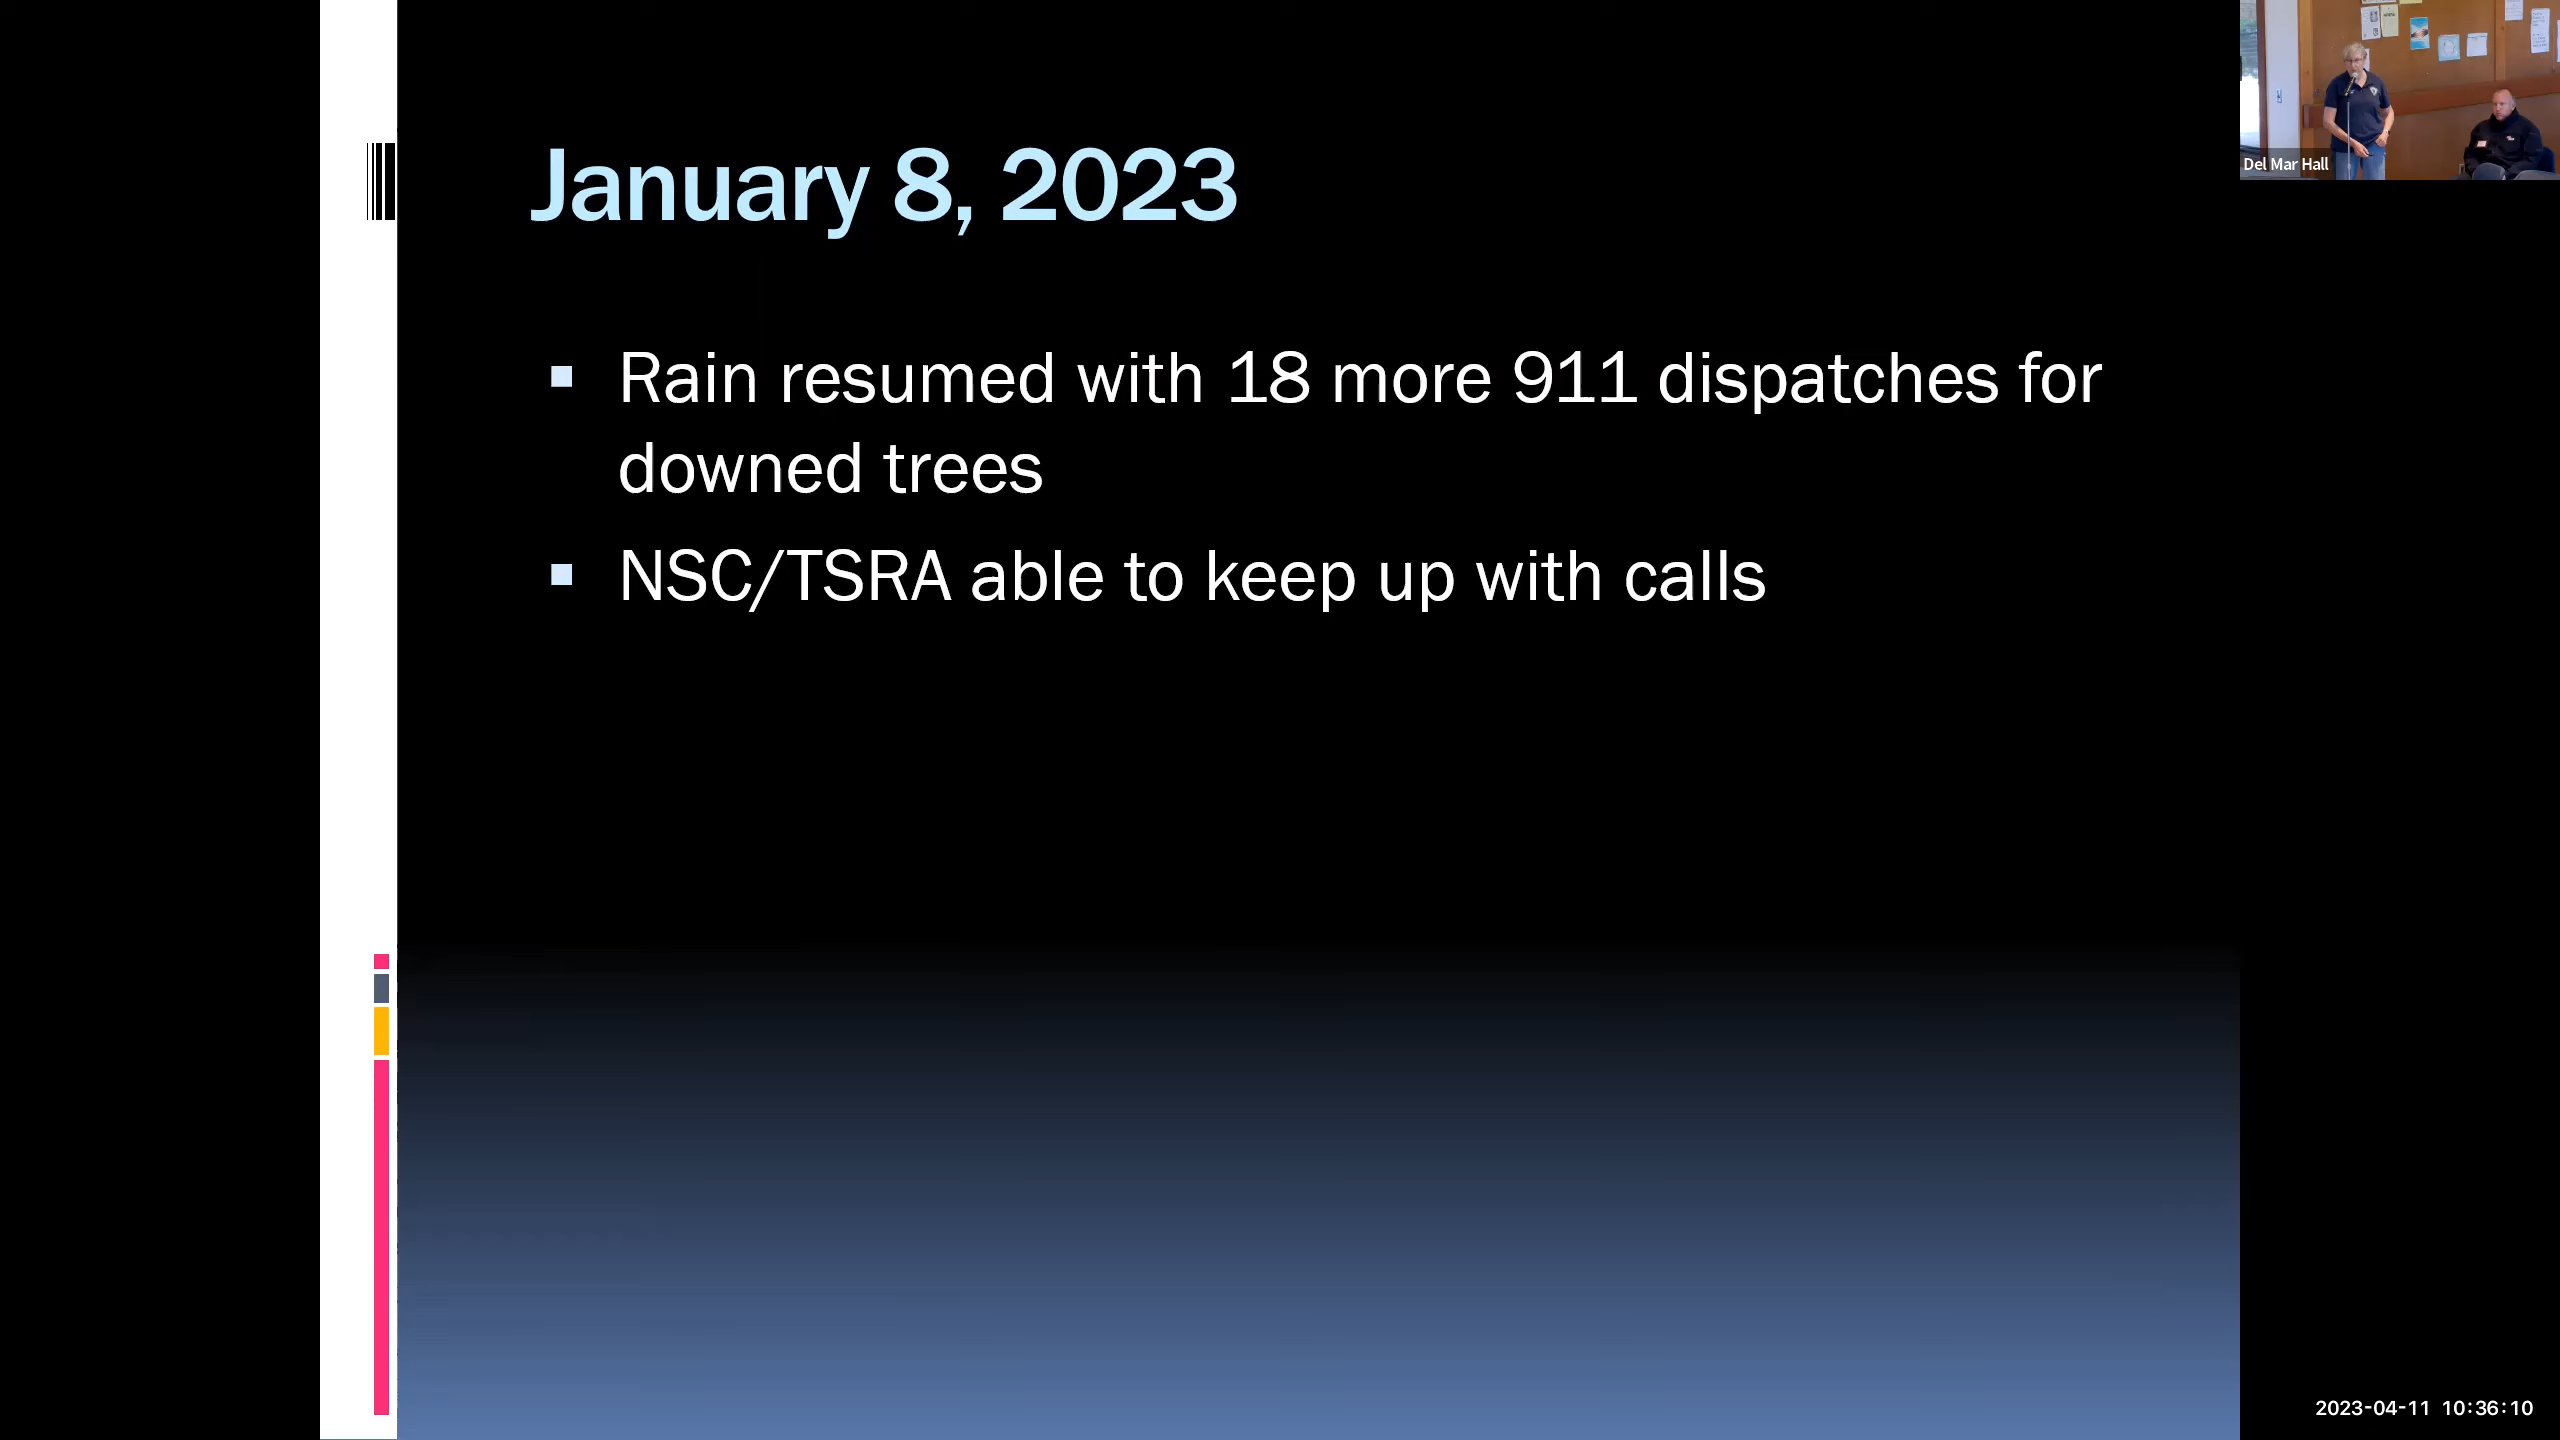 January 8, 2023
Rain resumed with 18 more 911 dispatches for
downed trees
NSC/TSRA able to keep up with calls
Del Mar Hall
2023-04-11 10:36:10